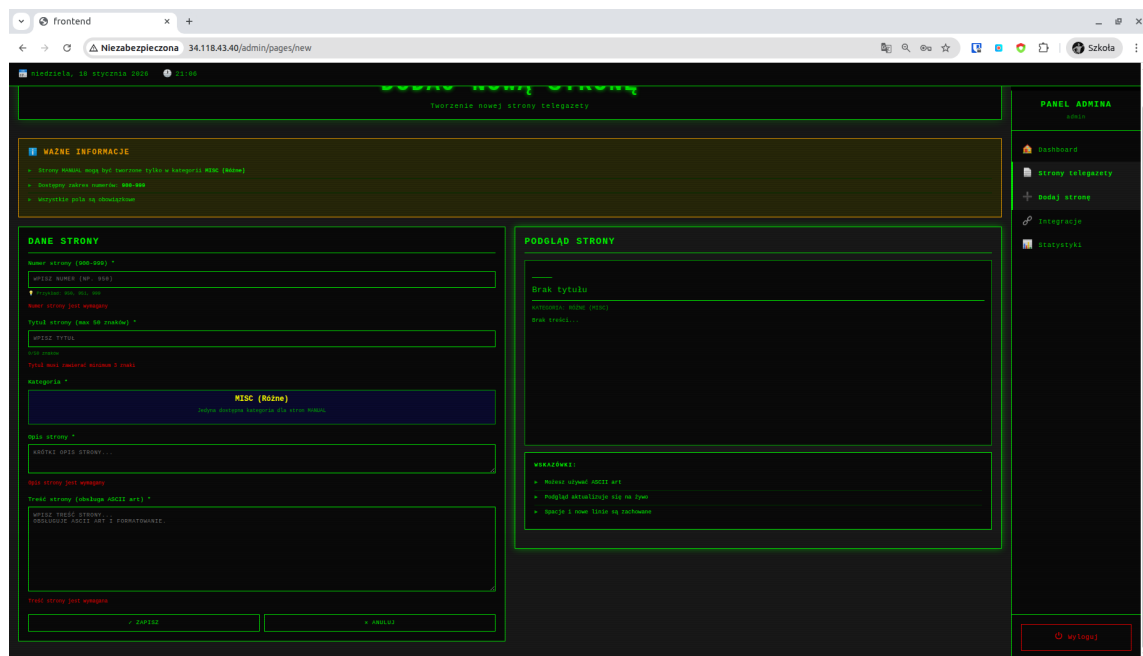 frontend
Niezabezpieczona 34.118.43.40/admin/pages/new
Szkoła
niedziela, 18 stycznia 2026 21:06
DODAĆ NOWĄ STRONĘ
Tworzenie nowej strony telegazety
WAŻNE INFORMACJE
Strony MANUAL mogą być tworzone tylko w kategorii MISC (Różne)
Dostępny zakres numerów: 900-999
Wszystkie pola są obowiązkowe
DANE STRONY
Numer strony (900-999) *
WPISZ NUMER (NP. 950)
Przykład: 950, 951, 999
Numer strony jest wymagany
Tytuł strony (max 50 znaków) *
WPISZ TYTUŁ
0/50 znaków
Tytuł musi zawierać minimum 3 znaki
Kategoria *
MISC (Różne)
Jedyna dostępna kategoria dla stron MANUAL
Opis strony *
KRÓTKI OPIS STRONY...
Opis strony jest wymagany
Treść strony (obsługa ASCII art) *
WPISZ TREŚĆ STRONY...
OBSŁUGUJE ASCII ART I FORMATOWANIE.
Treść strony jest wymagana
✓ ZAPISZ
✕ ANULUJ
PODGLĄD STRONY
Brak tytułu
KATEGORIA: RÓŻNE (MISC)
Brak treści...
WSKAZÓWKI:
Możesz używać ASCII art
Podgląd aktualizuje się na żywo
Spacje i nowe linie są zachowane
PANEL ADMINA
admin
Dashboard
Strony telegazety
Dodaj stronę
Integracje
Statystyki
Wyloguj